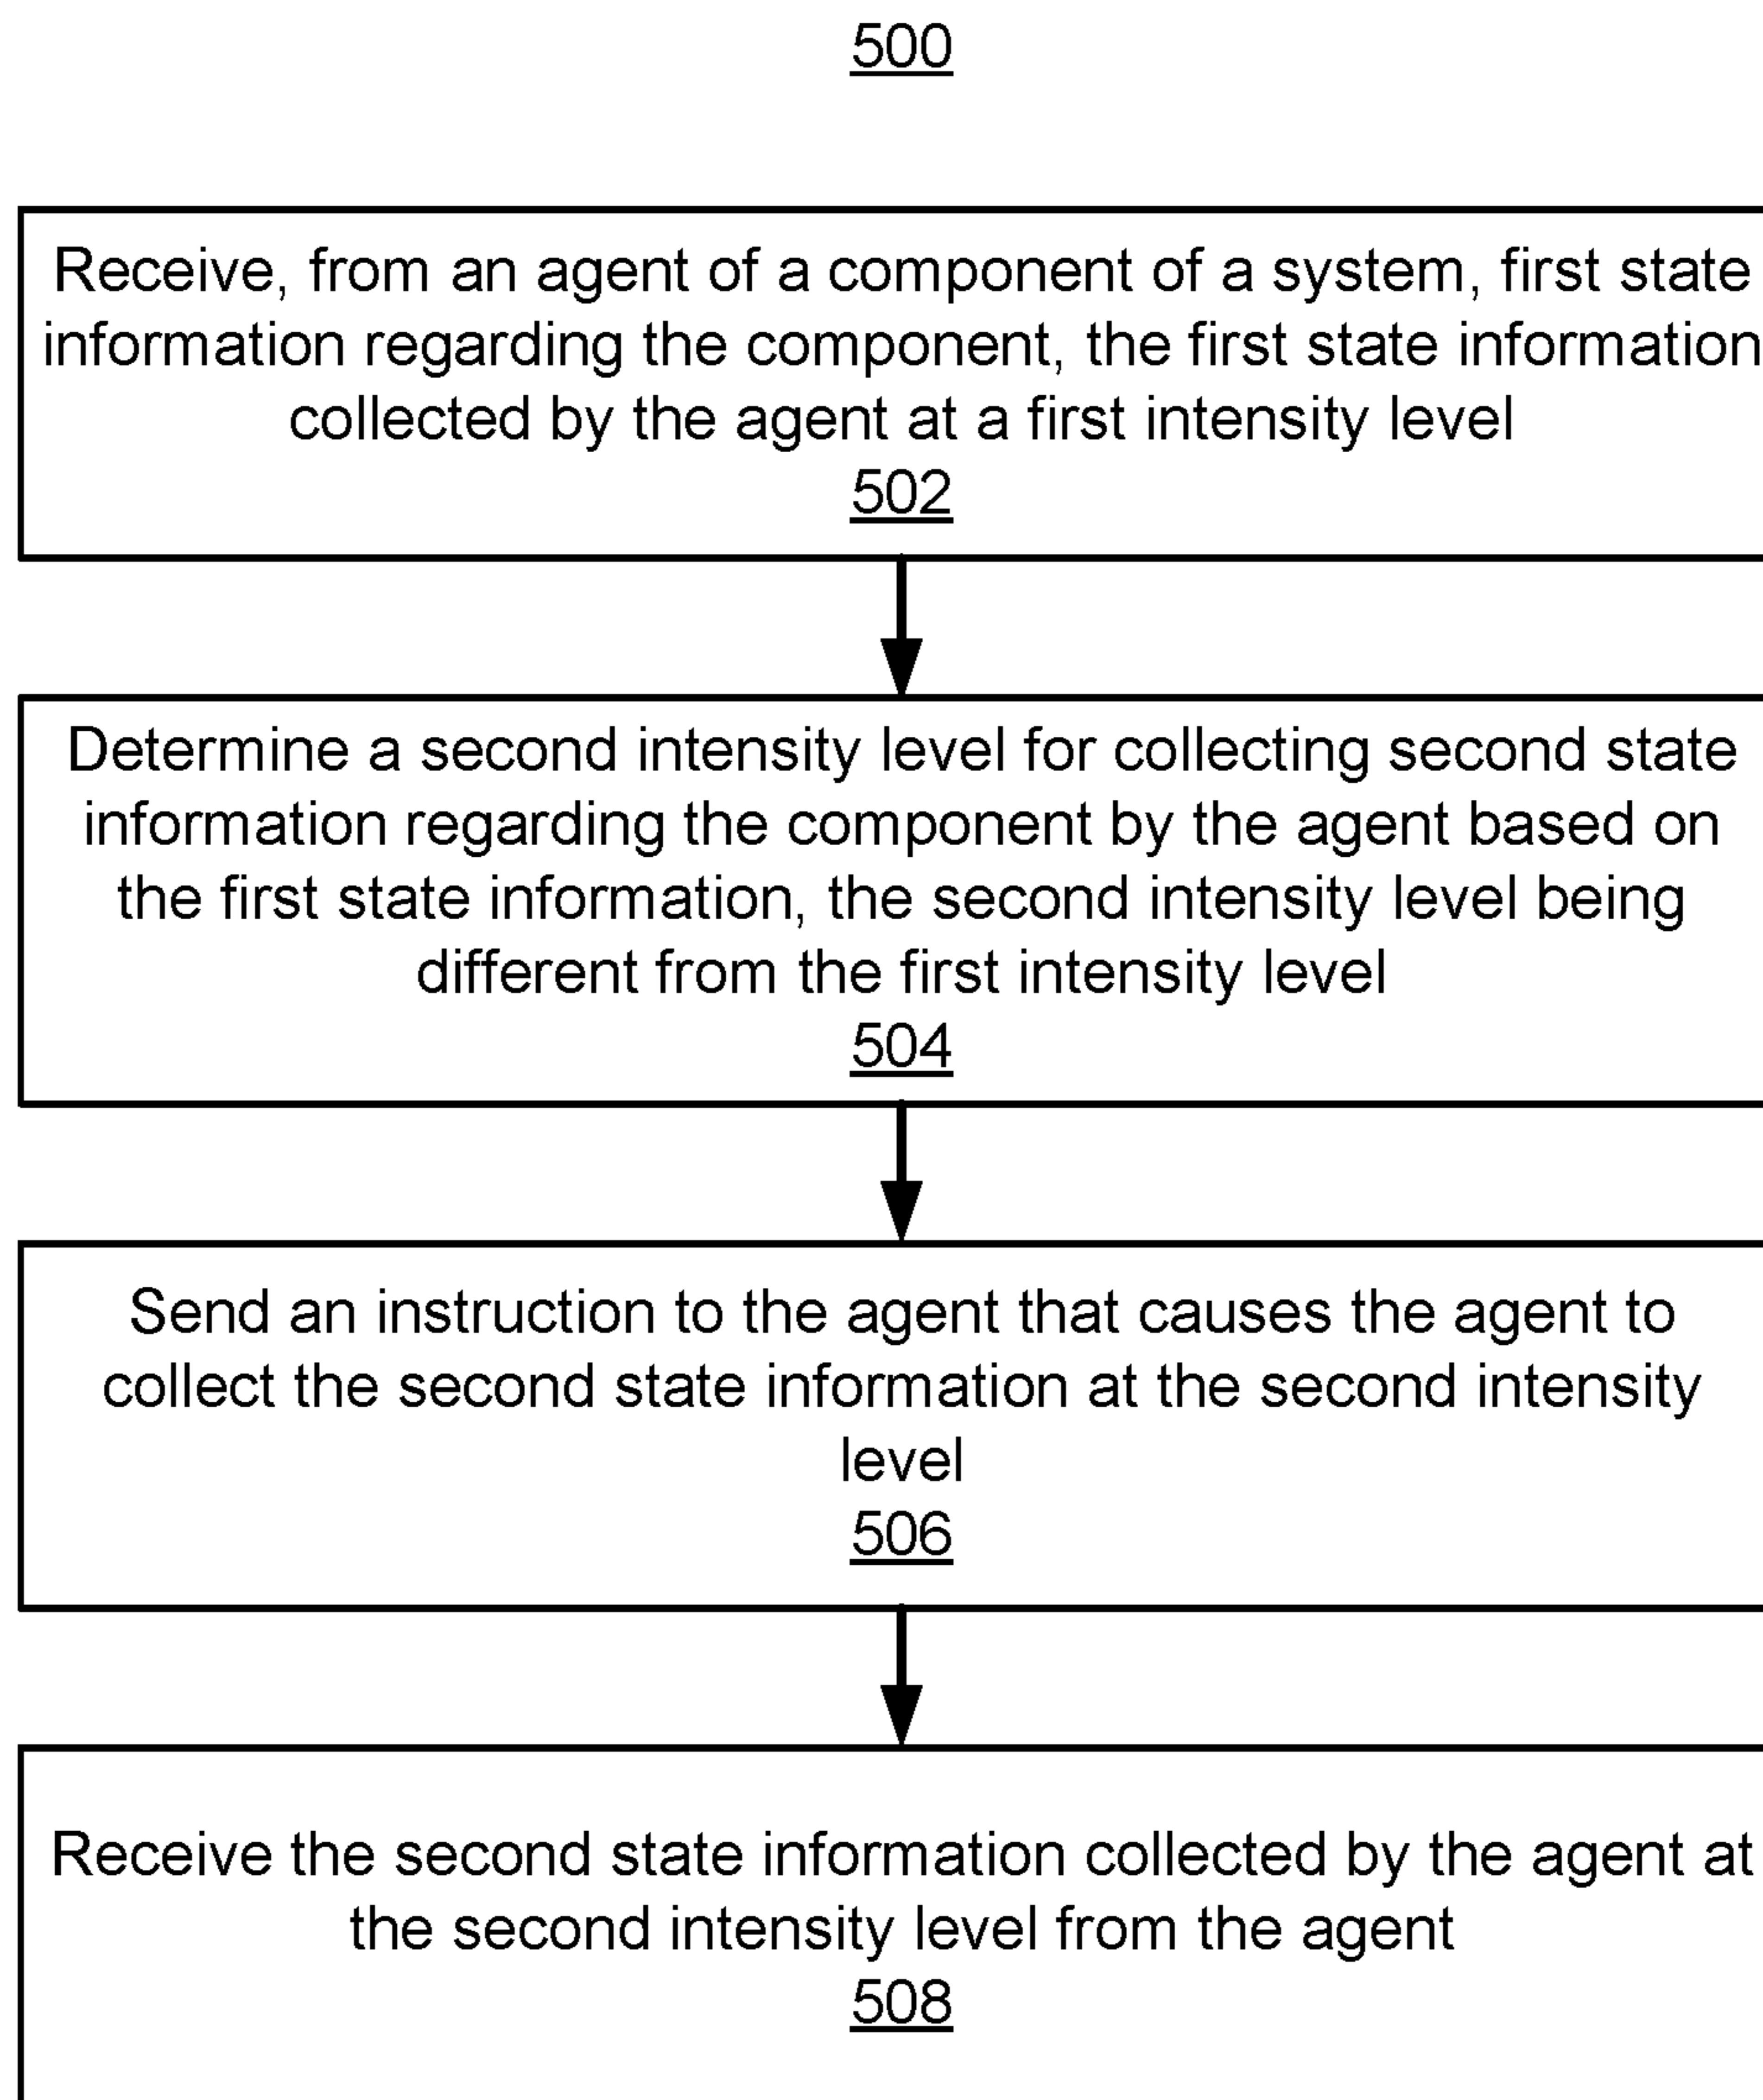 500
Receive, from an agent of a component of a system, first state
information regarding the component, the first state information
collected by the agent at a first intensity level
502
Determine a second intensity level for collecting second state
information regarding the component by the agent based on
the first state information, the second intensity level being
different from the first intensity level
504
Send an instruction to the agent that causes the agent to
collect the second state information at the second intensity
level
506
Receive the second state information collected by the agent at
the second intensity level from the agent
508